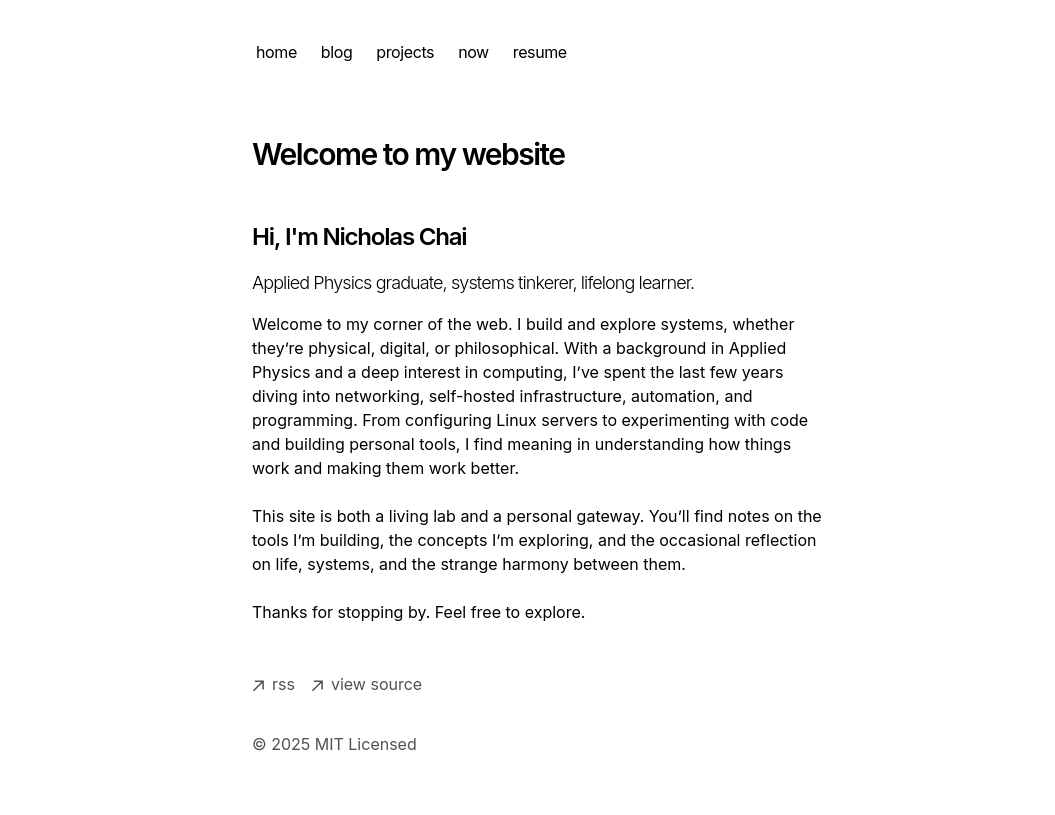 home blog projects now resume
Welcome to my website
Hi, I'm Nicholas Chai
Applied Physics graduate, systems tinkerer, lifelong learner.
Welcome to my corner of the web. I build and explore systems, whether
they’re physical, digital, or philosophical. With a background in Applied
Physics and a deep interest in computing, I’ve spent the last few years
diving into networking, self-hosted infrastructure, automation, and
programming. From configuring Linux servers to experimenting with code
and building personal tools, I find meaning in understanding how things
work and making them work better.
This site is both a living lab and a personal gateway. You’ll find notes on the
tools I’m building, the concepts I’m exploring, and the occasional reflection
on life, systems, and the strange harmony between them.
Thanks for stopping by. Feel free to explore.
rss view source
© 2025 MIT Licensed